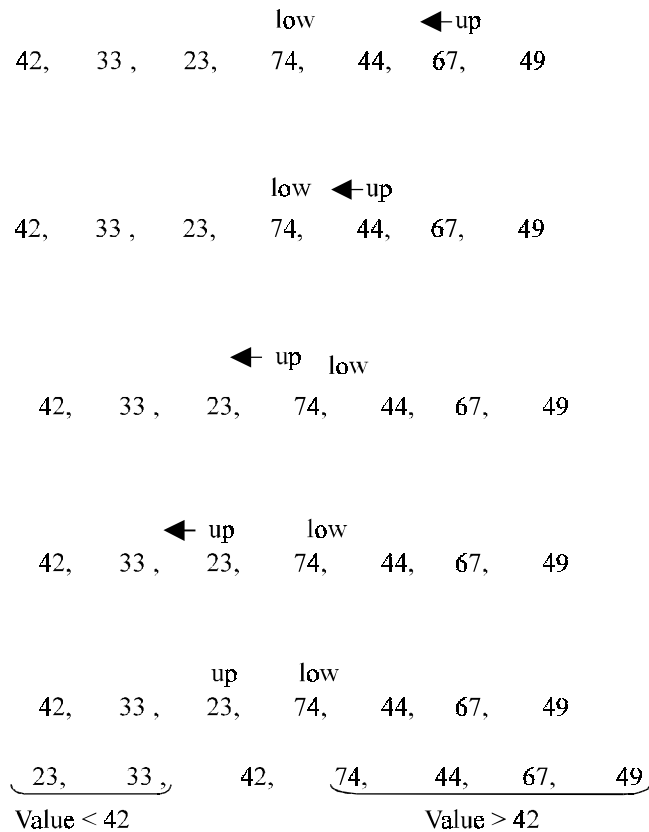 low up
42, 33 , 23, 74, 44, 67, 49
low up
42, 33 , 23, 74, 44, 67, 49
up low
42, 33 , 23, 74, 44, 67, 49
up low
42, 33 , 23, 74, 44, 67, 49
up low
42, 33 , 23, 74, 44, 67, 49
23, 33 , 42, 74, 44, 67, 49
Value < 42 Value > 42